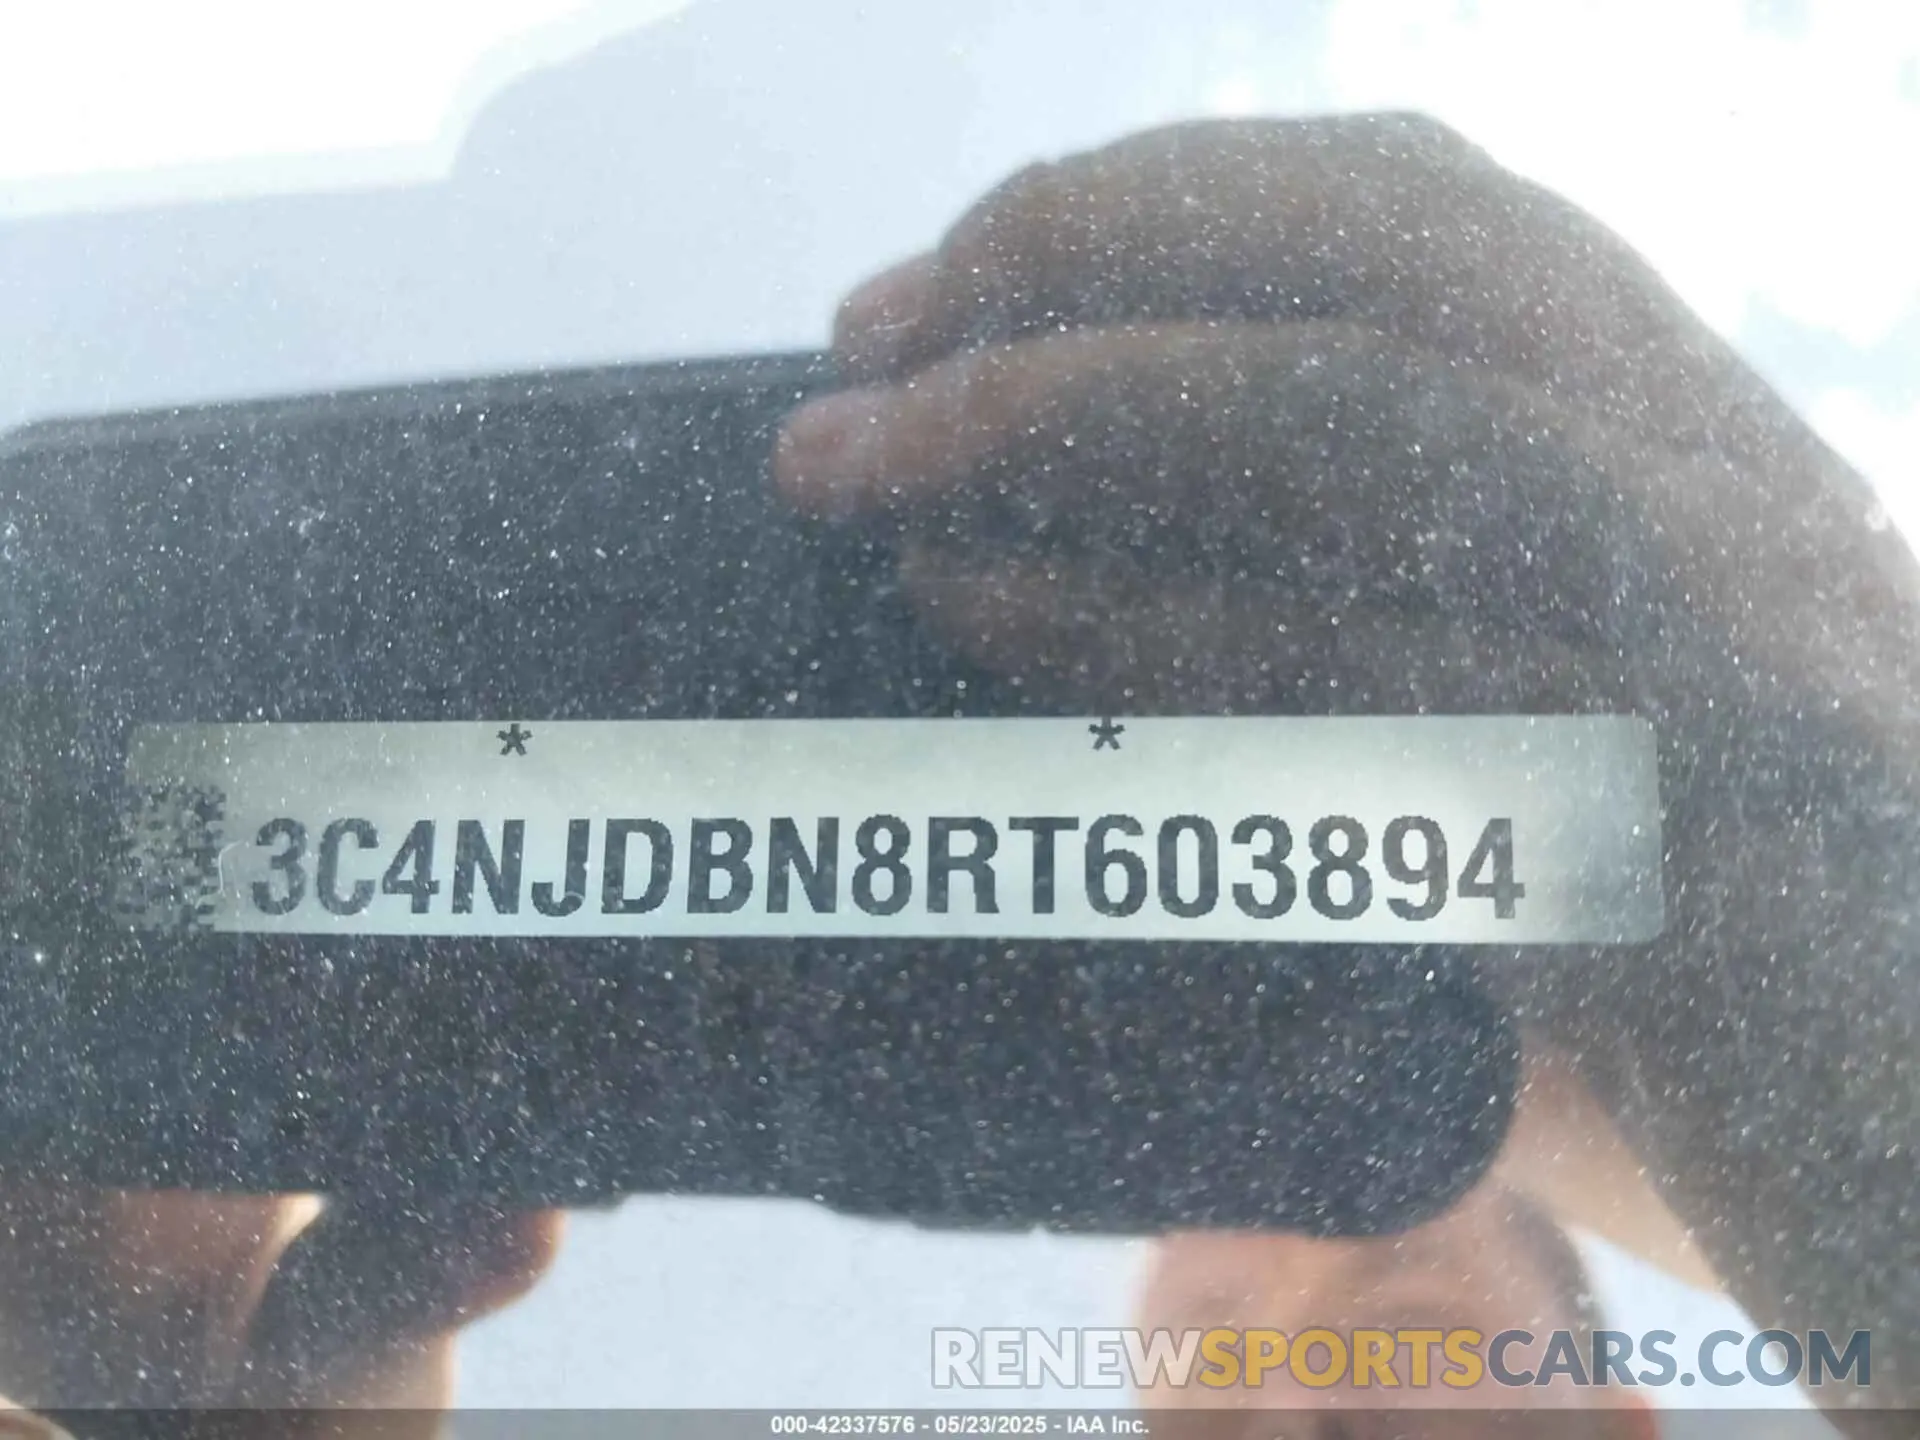 * *
3C4NJDBN8RT603894
RENEWSPORTSCARS.COM
000-42337576 - 05/23/2025 - IAA Inc.